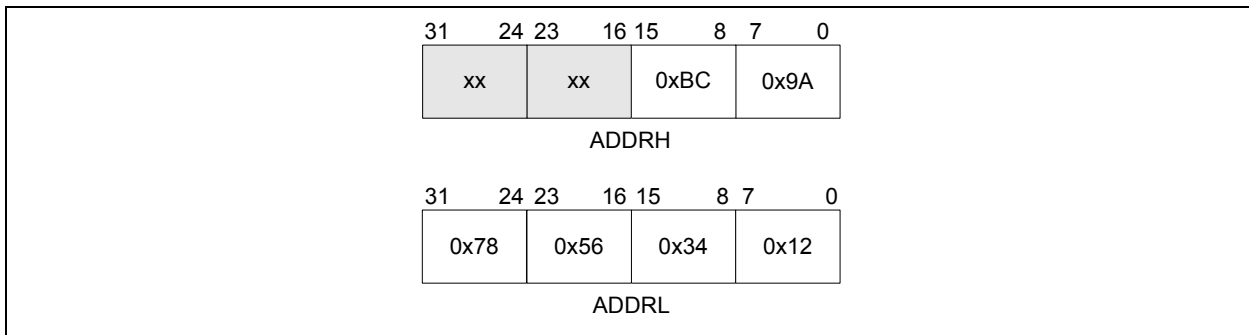 31 24 23 16 15 8 7 0
xx xx 0xBC 0x9A
ADDRH
31 24 23 16 15 8 7 0
0x78 0x56 0x34 0x12
ADDRL